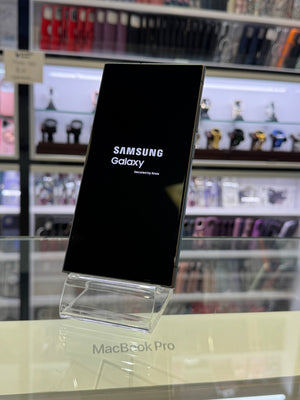 SAMSUNG
Galaxy
Secured by Knox
MacBook Pro